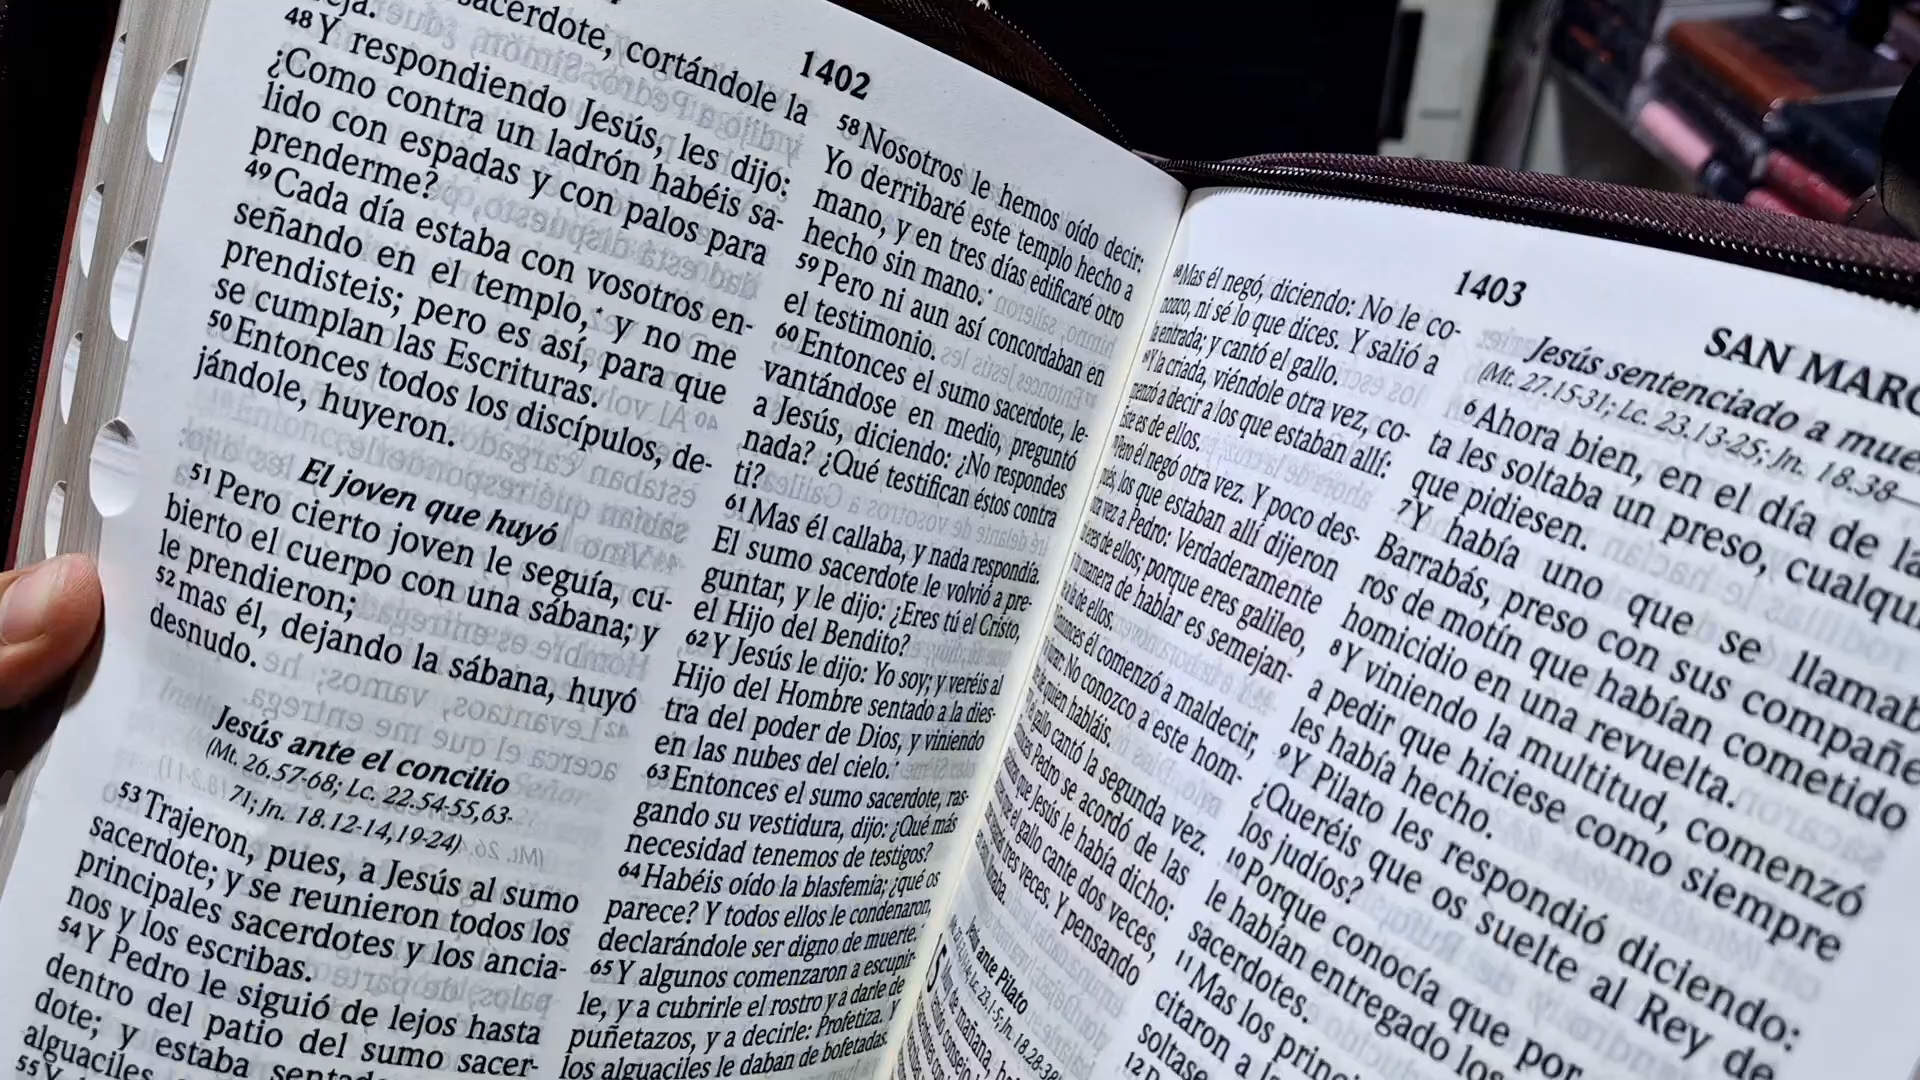 1402
sacerdote, cortándole la
48 Y respondiendo Jesús, les dijo:
¿Como contra un ladrón habéis sa-
lido con espadas y con palos para
prenderme?
49 Cada día estaba con vosotros en-
señando en el templo,* y no me
prendisteis; pero es así, para que
se cumplan las Escrituras.
50 Entonces todos los discípulos, de-
jándole, huyeron.
El joven que huyó
51 Pero cierto joven le seguía, cu-
bierto el cuerpo con una sábana; y
le prendieron;
52 mas él, dejando la sábana, huyó
desnudo.
Jesús ante el concilio
(Mt. 26.57-68; Lc. 22.54-55,63-
71; Jn. 18.12-14,19-24)
53 Trajeron, pues, a Jesús al sumo
sacerdote; y se reunieron todos los
principales sacerdotes y los ancia-
nos y los escribas.
54 Y Pedro le siguió de lejos hasta
dentro del patio del sumo sacer-
dote; y estaba
alguaciles
55 Y
58 Nosotros le hemos oído decir:
Yo derribaré este templo hecho a
mano, y en tres días edificaré otro
hecho sin mano.*
59 Pero ni aun así concordaban en
el testimonio.
60 Entonces el sumo sacerdote, le-
vantándose en medio, preguntó
a Jesús, diciendo: ¿No respondes
nada? ¿Qué testifican éstos contra
ti?
61 Mas él callaba, y nada respondía.
El sumo sacerdote le volvió a pre-
guntar, y le dijo: ¿Eres tú el Cristo,
el Hijo del Bendito?
62 Y Jesús le dijo: Yo soy; y veréis al
Hijo del Hombre sentado a la dies-
tra del poder de Dios, y viniendo
en las nubes del cielo.*
63 Entonces el sumo sacerdote, ras-
gando su vestidura, dijo: ¿Qué más
necesidad tenemos de testigos?
64 Habéis oído la blasfemia; ¿qué os
parece? Y todos ellos le condenaron,
declarándole ser digno de muerte.*
65 Y algunos comenzaron a escupir-
le, y a cubrirle el rostro y a darle de
puñetazos, y a decirle: Profetiza. Y
los alguaciles le daban de bofetadas.
1403
SAN MARC
Mas él negó, diciendo: No le co-
nozco, ni sé lo que dices. Y salió a
la entrada; y cantó el gallo.
Y la criada, viéndole otra vez, co-
menzó a decir a los que estaban allí:
Éste es de ellos.
Pero él negó otra vez. Y poco des-
los que estaban allí dijeron
vez a Pedro: Verdaderamente
de ellos; porque eres galileo,
manera de hablar es semejan-
de ellos.
él comenzó a maldecir,
No conozco a este hom-
quien habláis.
gallo cantó la segunda vez.
Pedro se acordó de las
que Jesús le había dicho:
el gallo cante dos veces,
tres veces. Y pensando
Jesús ante Pilato
Lc. 23.1-5; Jn. 18.28-38
Jesús sentenciado a mue
(Mt. 27.15-31; Lc. 23.13-25; Jn. 18.38—
6 Ahora bien, en el día de la
ta les soltaba un preso, cualqu
que pidiesen.
7 Y había uno que se llamab
Barrabás, preso con sus compañe
ros de motín que habían cometido
homicidio en una revuelta.
8 Y viniendo la multitud, comenzó
a pedir que hiciese como siempre
les había hecho.
9 Y Pilato les respondió diciendo:
¿Queréis que os suelte al Rey de
los judíos?
10 Porque conocía que por
le habían entregado los
sacerdotes.
11 Mas los princi
citaron a la
soltase
12